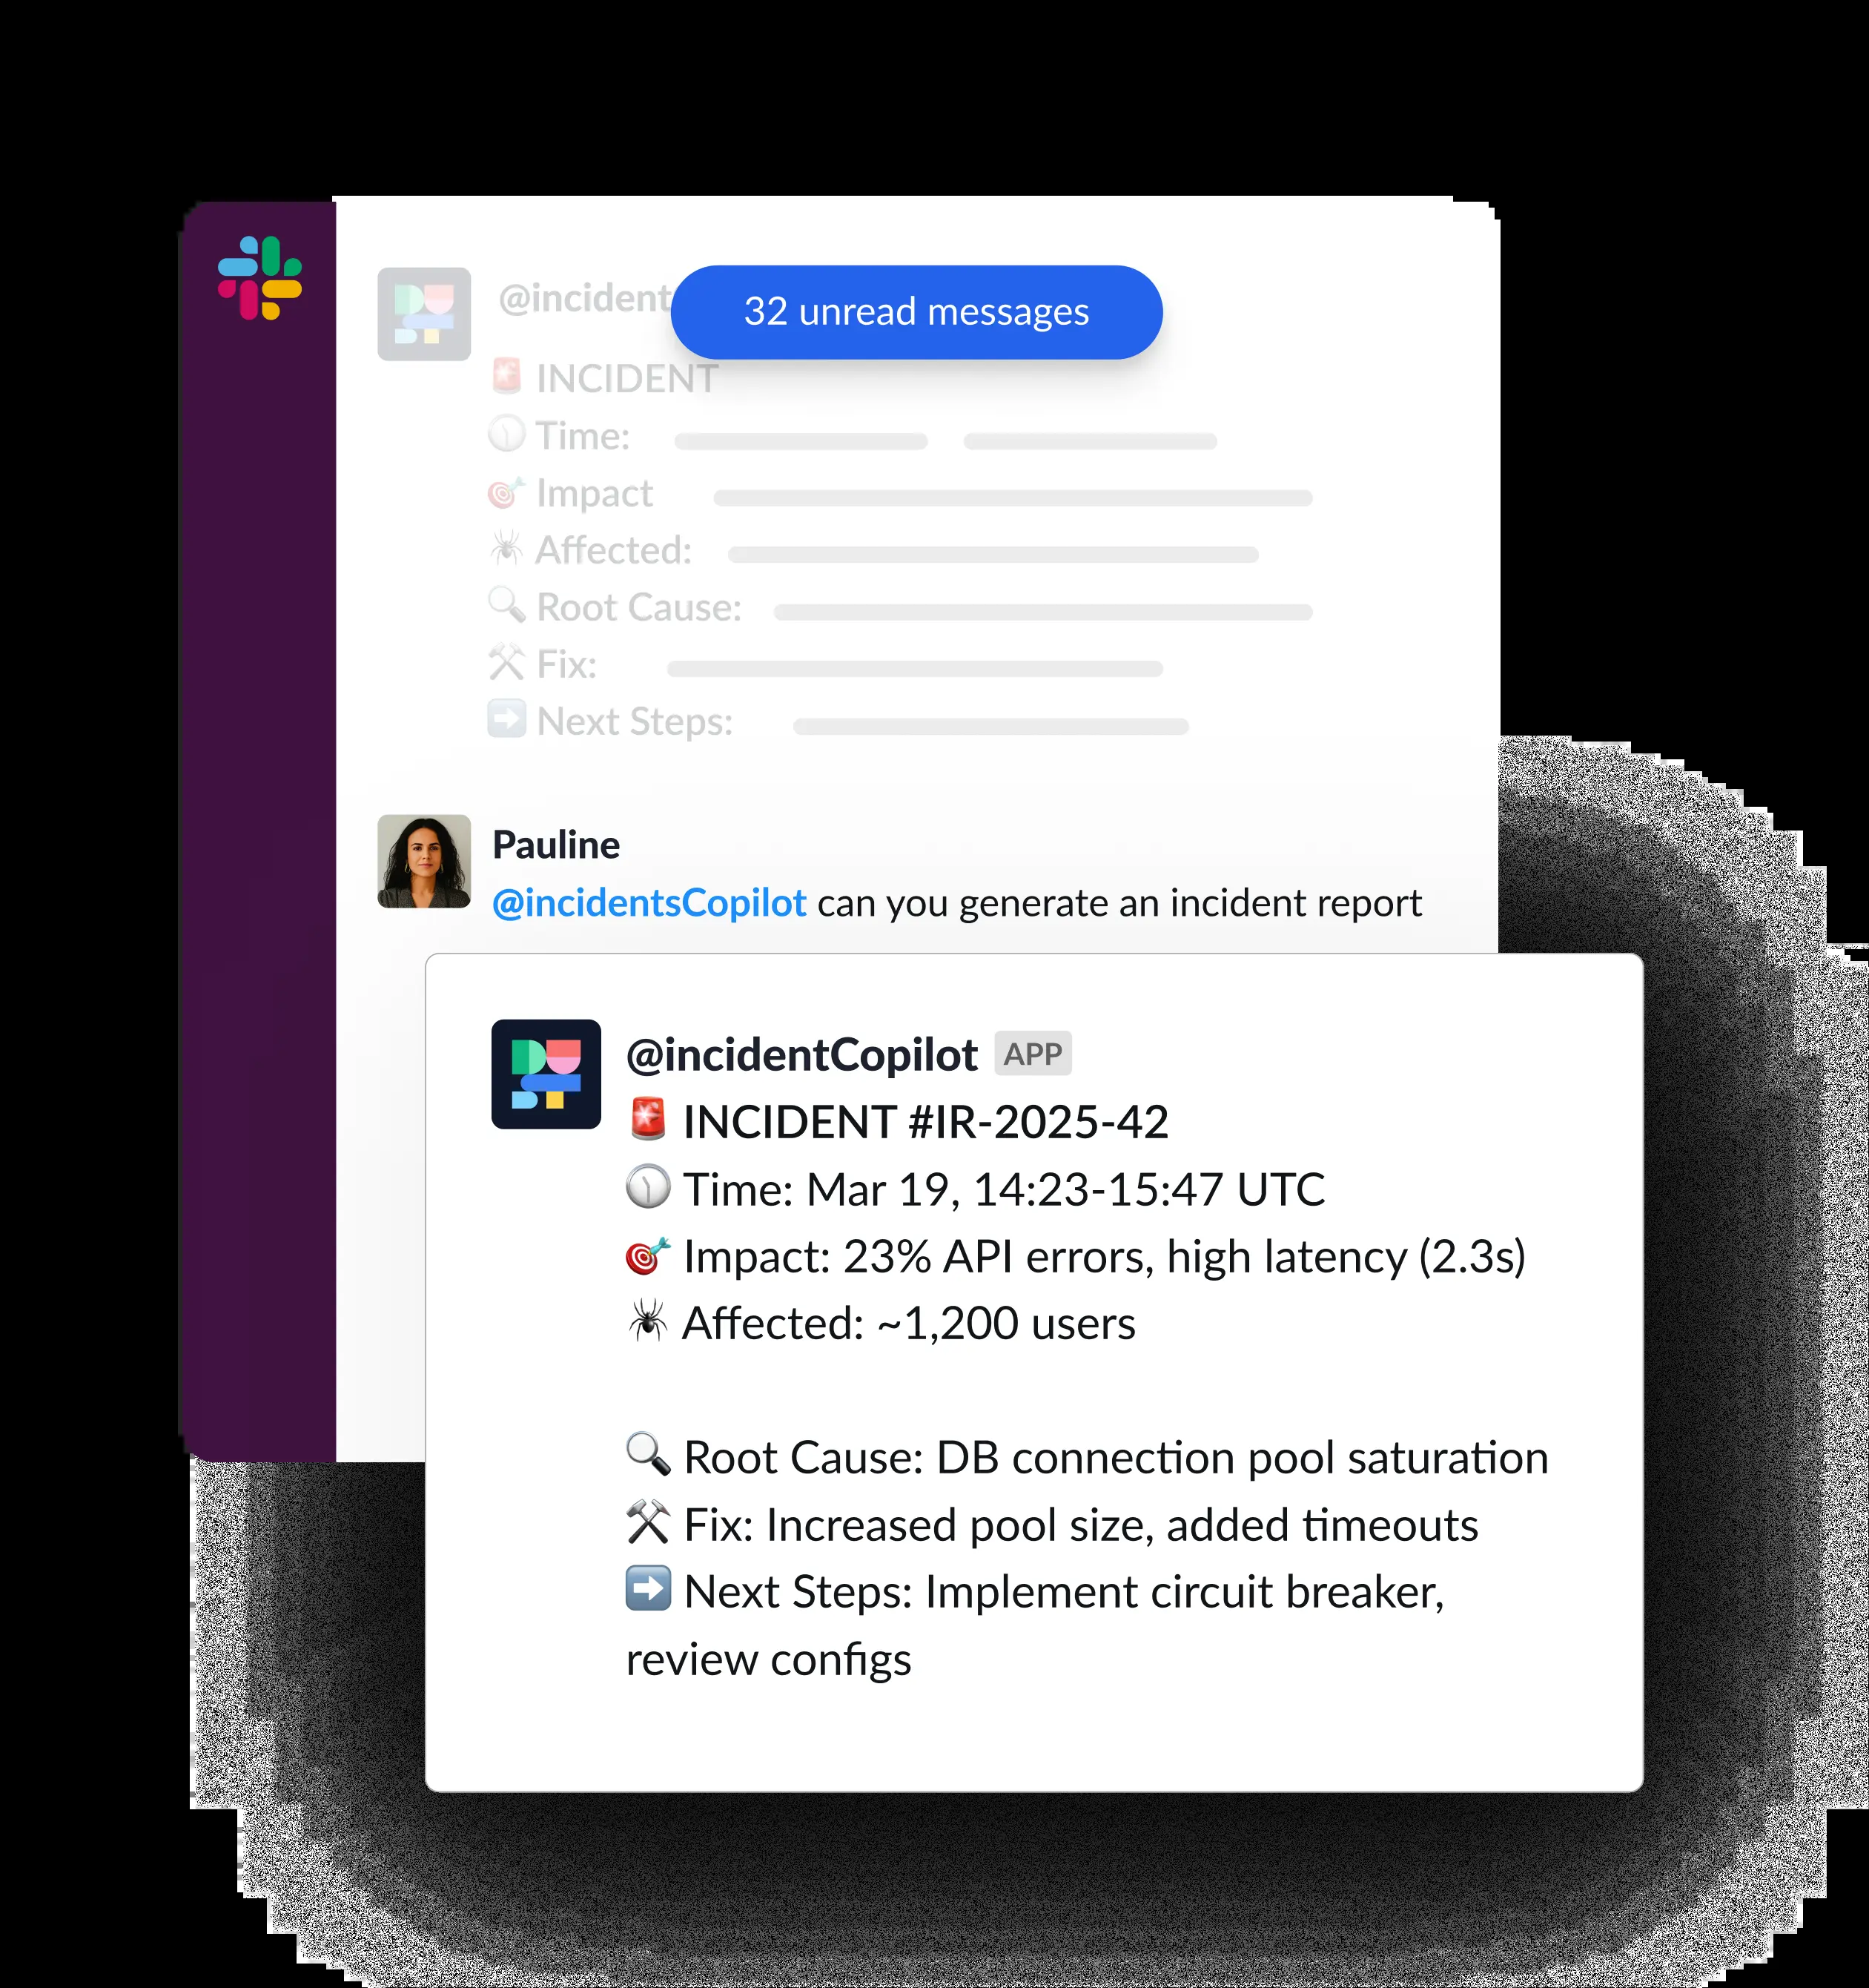 @incident
32 unread messages
🚨 INCIDENT
🕦 Time:
🎯 Impact
🕷 Affected:
🔍 Root Cause:
⚒ Fix:
➡ Next Steps:
Pauline
@incidentsCopilot can you generate an incident report
@incidentCopilot APP
🚨 INCIDENT #IR-2025-42
🕦 Time: Mar 19, 14:23-15:47 UTC
🎯 Impact: 23% API errors, high latency (2.3s)
🕷 Affected: ~1,200 users
🔍 Root Cause: DB connection pool saturation
⚒ Fix: Increased pool size, added timeouts
➡ Next Steps: Implement circuit breaker,
review configs